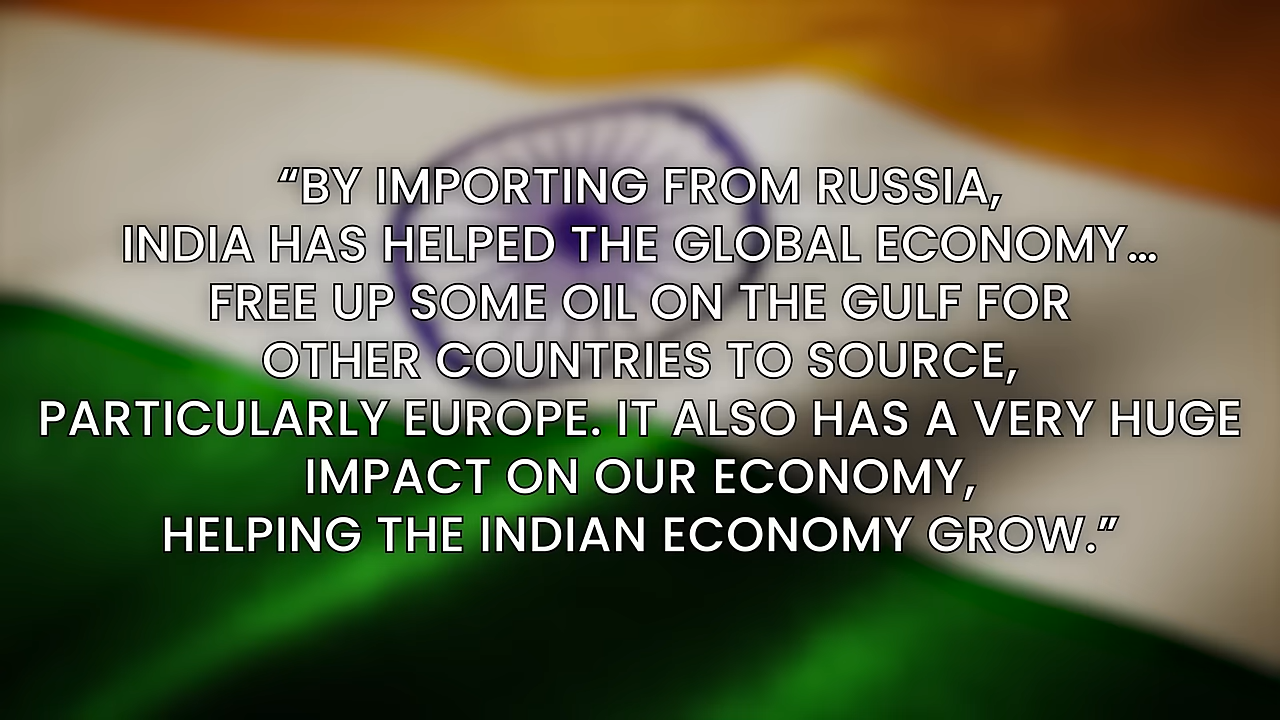 “BY IMPORTING FROM RUSSIA,
INDIA HAS HELPED THE GLOBAL ECONOMY…
FREE UP SOME OIL ON THE GULF FOR
OTHER COUNTRIES TO SOURCE,
PARTICULARLY EUROPE. IT ALSO HAS A VERY HUGE
IMPACT ON OUR ECONOMY,
HELPING THE INDIAN ECONOMY GROW.”